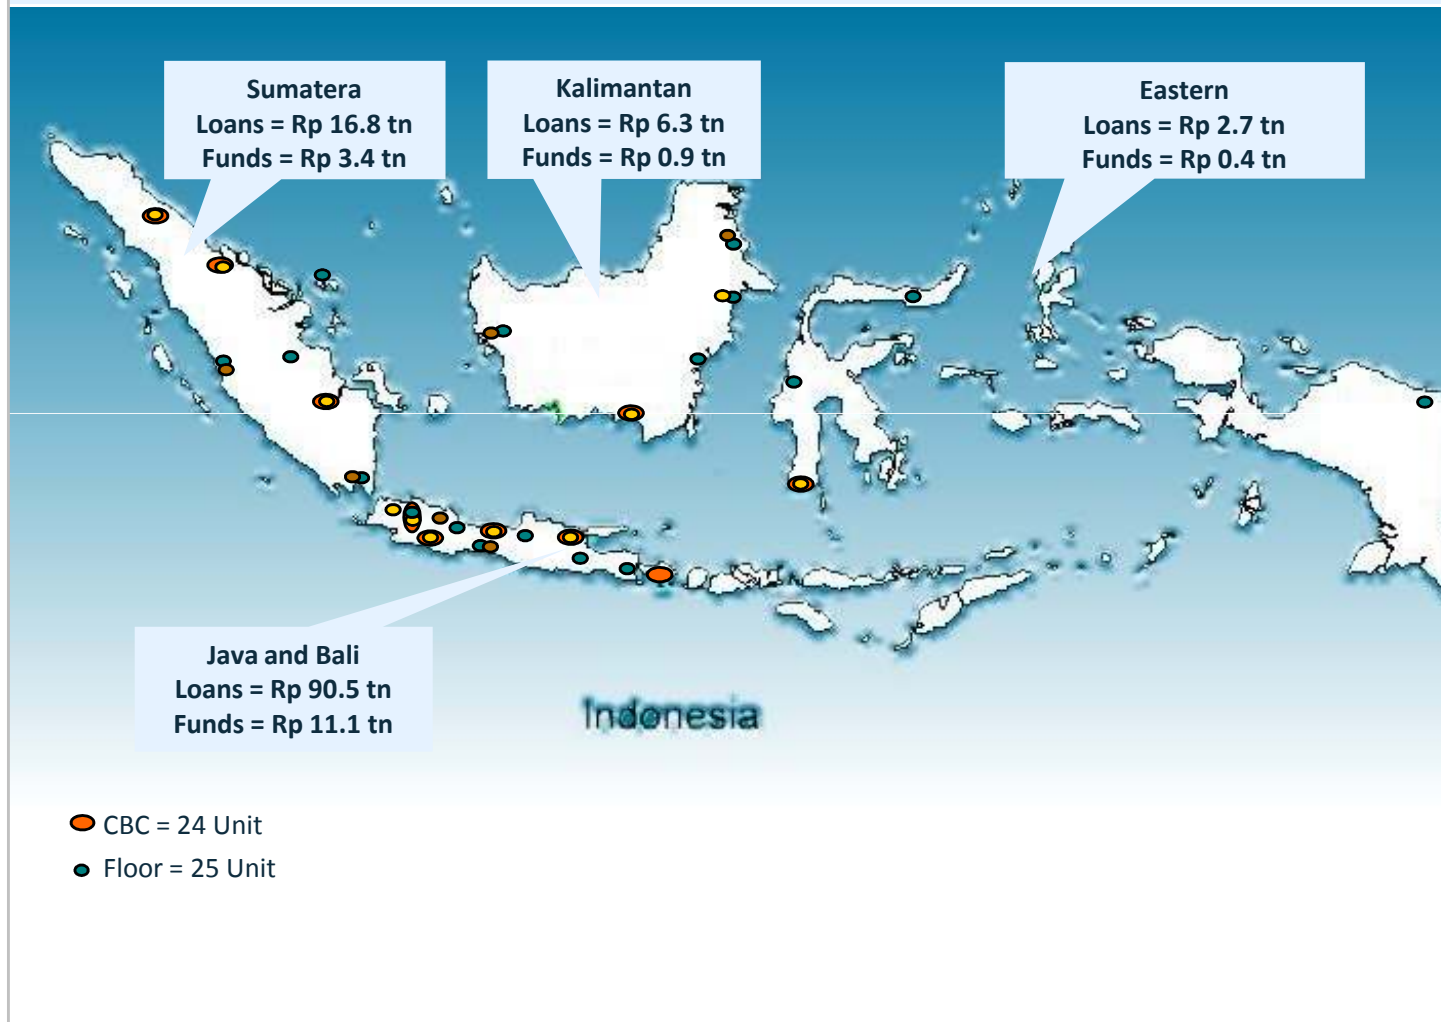 Sumatera
Loans = Rp 16.8 tn
Funds = Rp 3.4 tn
Kalimantan
Loans = Rp 6.3 tn
Funds = Rp 0.9 tn
Eastern
Loans = Rp 2.7 tn
Funds = Rp 0.4 tn
Java and Bali
Loans = Rp 90.5 tn
Funds = Rp 11.1 tn
Indonesia
CBC = 24 Unit
Floor = 25 Unit